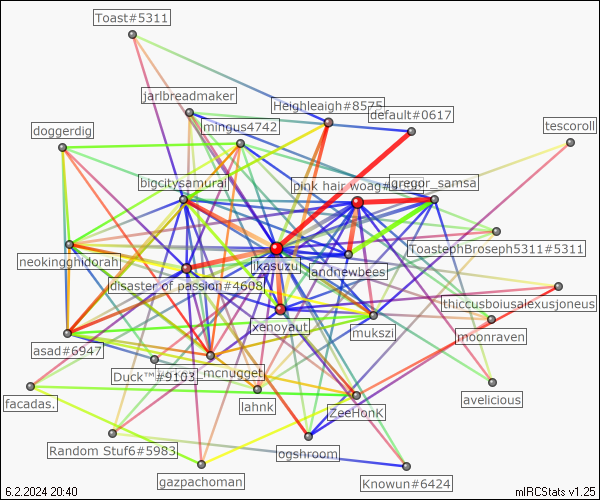 Toast#5311
jarlbreadmaker
Heighleaigh#8575
default#0617
mingus4742
doggerdig
tescoroll
bigcitysamurai
pink hair woag#
gregor_samsa
ToastephBroseph5311#5311
neokingghidorah
jkasuzu
landnewbees
disaster of passion#4608
thiccusboiusalexusjoneus
xenoyaut
mukszi
moonraven
asad#6947
Duck™#9103
_mcnugget
facadas.
lahnk
avelicious
ZeeHonK
Random Stuf6#5983
ogshroom
gazpachoman
Knowun#6424
6.2.2024 20:40
mIRCStats v1.25